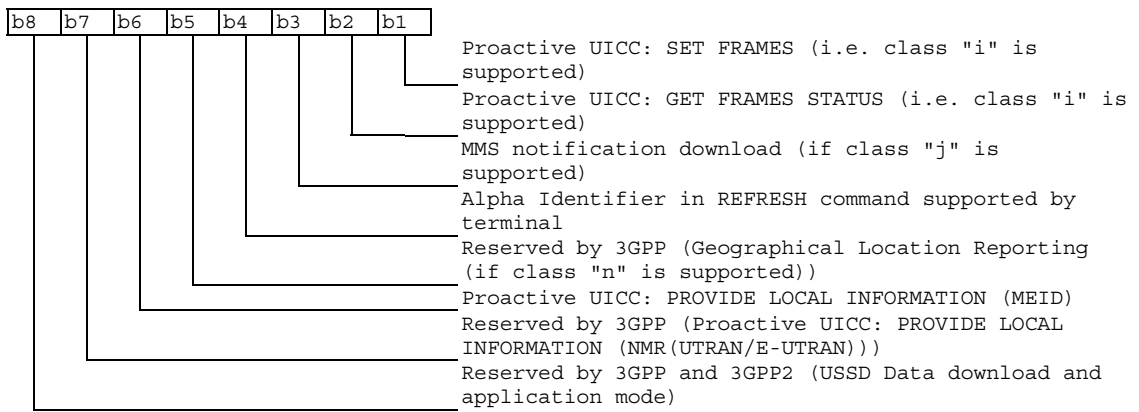 b8 b7 b6 b5 b4 b3 b2 b1
Proactive UICC: SET FRAMES (i.e. class "i" is
supported)
Proactive UICC: GET FRAMES STATUS (i.e. class "i" is
supported)
MMS notification download (if class "j" is
supported)
Alpha Identifier in REFRESH command supported by
terminal
Reserved by 3GPP (Geographical Location Reporting
(if class "n" is supported))
Proactive UICC: PROVIDE LOCAL INFORMATION (MEID)
Reserved by 3GPP (Proactive UICC: PROVIDE LOCAL
INFORMATION (NMR(UTRAN/E-UTRAN)))
Reserved by 3GPP and 3GPP2 (USSD Data download and
application mode)